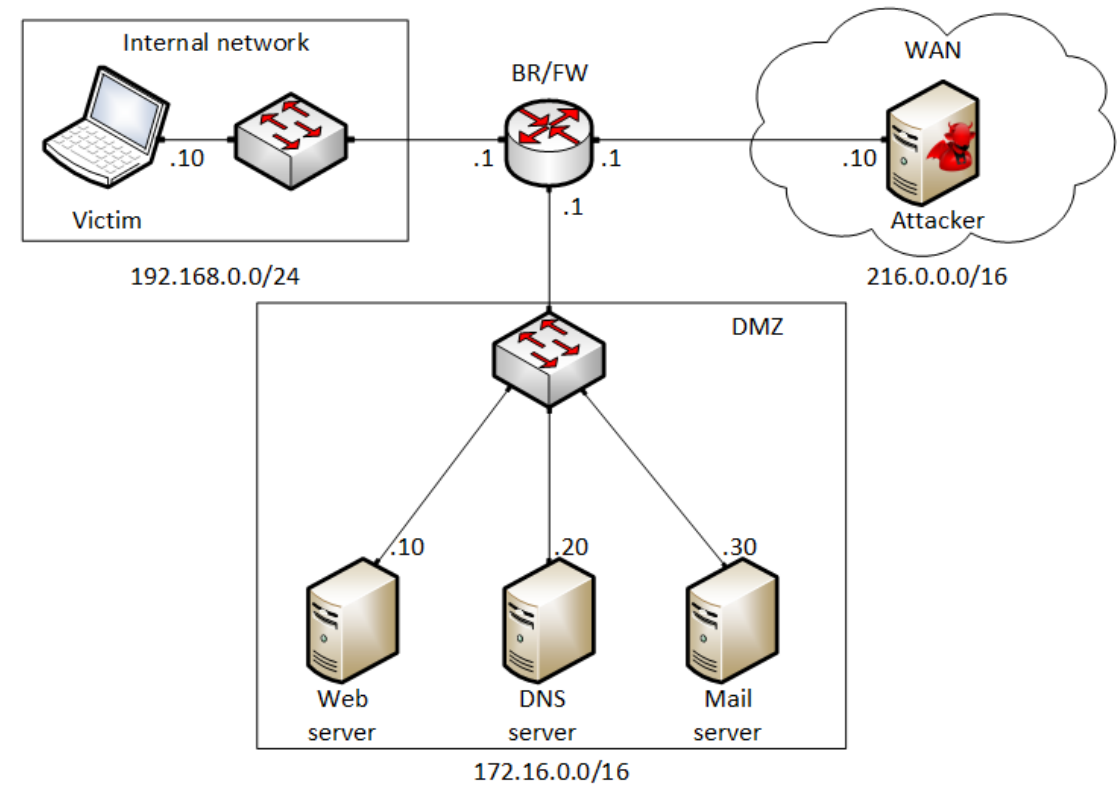 Internal network
WAN
BR/FW
.10
.1
.1
.10
.1
Victim
Attacker
192.168.0.0/24
216.0.0.0/16
DMZ
.10
.20
.30
Web
server
DNS
server
Mail
server
172.16.0.0/16